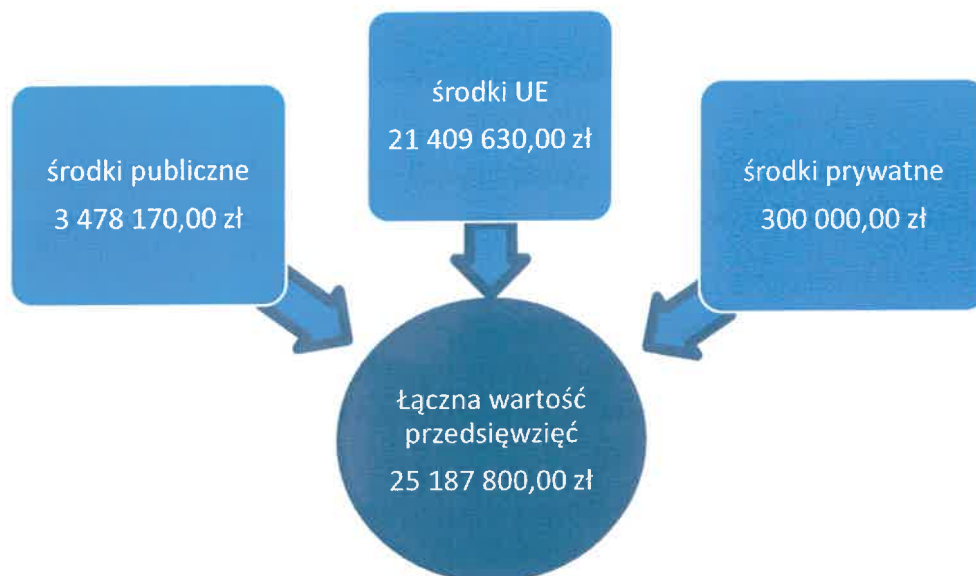 środki publiczne
3 478 170,00 zł
środki UE
21 409 630,00 zł
środki prywatne
300 000,00 zł
Łączna wartość
przedsięwzięć
25 187 800,00 zł